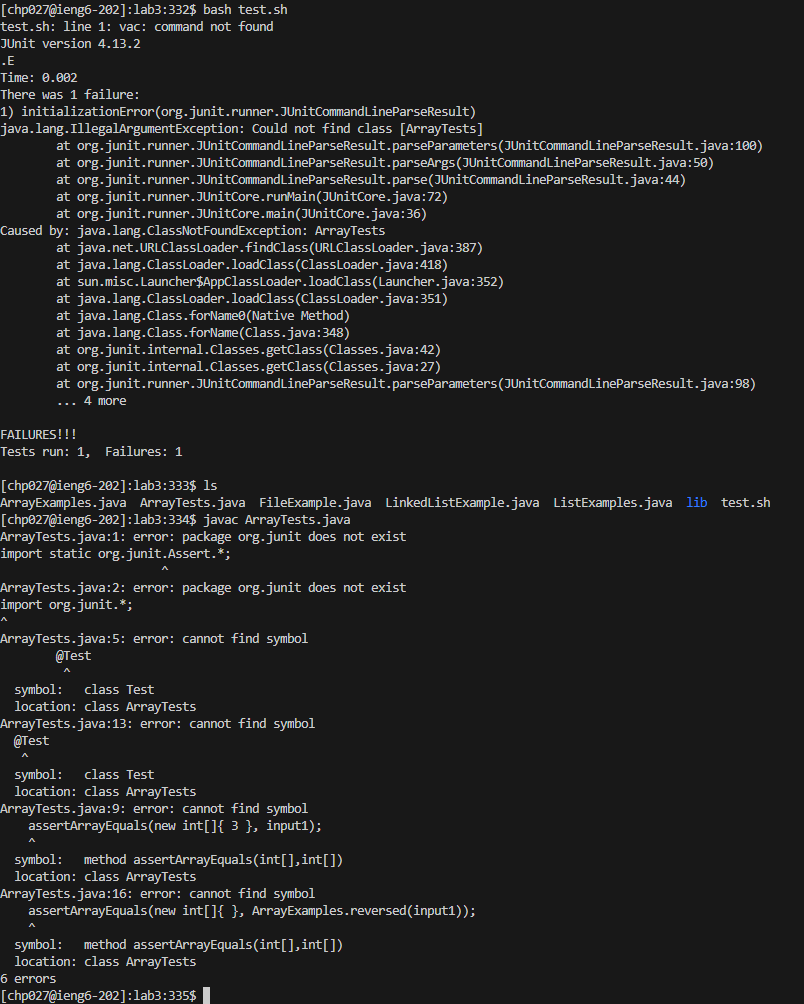 [chp027@ieng6-202]:lab3:332$ bash test.sh
test.sh: line 1: vac: command not found
JUnit version 4.13.2
.E
Time: 0.002
There was 1 failure:
1) initializationError(org.junit.runner.JUnitCommandLineParseResult)
java.lang.IllegalArgumentException: Could not find class [ArrayTests]
        at org.junit.runner.JUnitCommandLineParseResult.parseParameters(JUnitCommandLineParseResult.java:100)
        at org.junit.runner.JUnitCommandLineParseResult.parseArgs(JUnitCommandLineParseResult.java:50)
        at org.junit.runner.JUnitCommandLineParseResult.parse(JUnitCommandLineParseResult.java:44)
        at org.junit.runner.JUnitCore.runMain(JUnitCore.java:72)
        at org.junit.runner.JUnitCore.main(JUnitCore.java:36)
Caused by: java.lang.ClassNotFoundException: ArrayTests
        at java.net.URLClassLoader.findClass(URLClassLoader.java:387)
        at java.lang.ClassLoader.loadClass(ClassLoader.java:418)
        at sun.misc.Launcher$AppClassLoader.loadClass(Launcher.java:352)
        at java.lang.ClassLoader.loadClass(ClassLoader.java:351)
        at java.lang.Class.forName0(Native Method)
        at java.lang.Class.forName(Class.java:348)
        at org.junit.internal.Classes.getClass(Classes.java:42)
        at org.junit.internal.Classes.getClass(Classes.java:27)
        at org.junit.runner.JUnitCommandLineParseResult.parseParameters(JUnitCommandLineParseResult.java:98)
        ... 4 more

FAILURES!!!
Tests run: 1,  Failures: 1

[chp027@ieng6-202]:lab3:333$ ls
ArrayExamples.java  ArrayTests.java  FileExample.java  LinkedListExample.java  ListExamples.java  lib  test.sh
[chp027@ieng6-202]:lab3:334$ javac ArrayTests.java
ArrayTests.java:1: error: package org.junit does not exist
import static org.junit.Assert.*;
                       ^
ArrayTests.java:2: error: package org.junit does not exist
import org.junit.*;
^
ArrayTests.java:5: error: cannot find symbol
        @Test
         ^
  symbol:   class Test
  location: class ArrayTests
ArrayTests.java:13: error: cannot find symbol
  @Test
   ^
  symbol:   class Test
  location: class ArrayTests
ArrayTests.java:9: error: cannot find symbol
    assertArrayEquals(new int[]{ 3 }, input1);
    ^
  symbol:   method assertArrayEquals(int[],int[])
  location: class ArrayTests
ArrayTests.java:16: error: cannot find symbol
    assertArrayEquals(new int[]{ }, ArrayExamples.reversed(input1));
    ^
  symbol:   method assertArrayEquals(int[],int[])
  location: class ArrayTests
6 errors
[chp027@ieng6-202]:lab3:335$